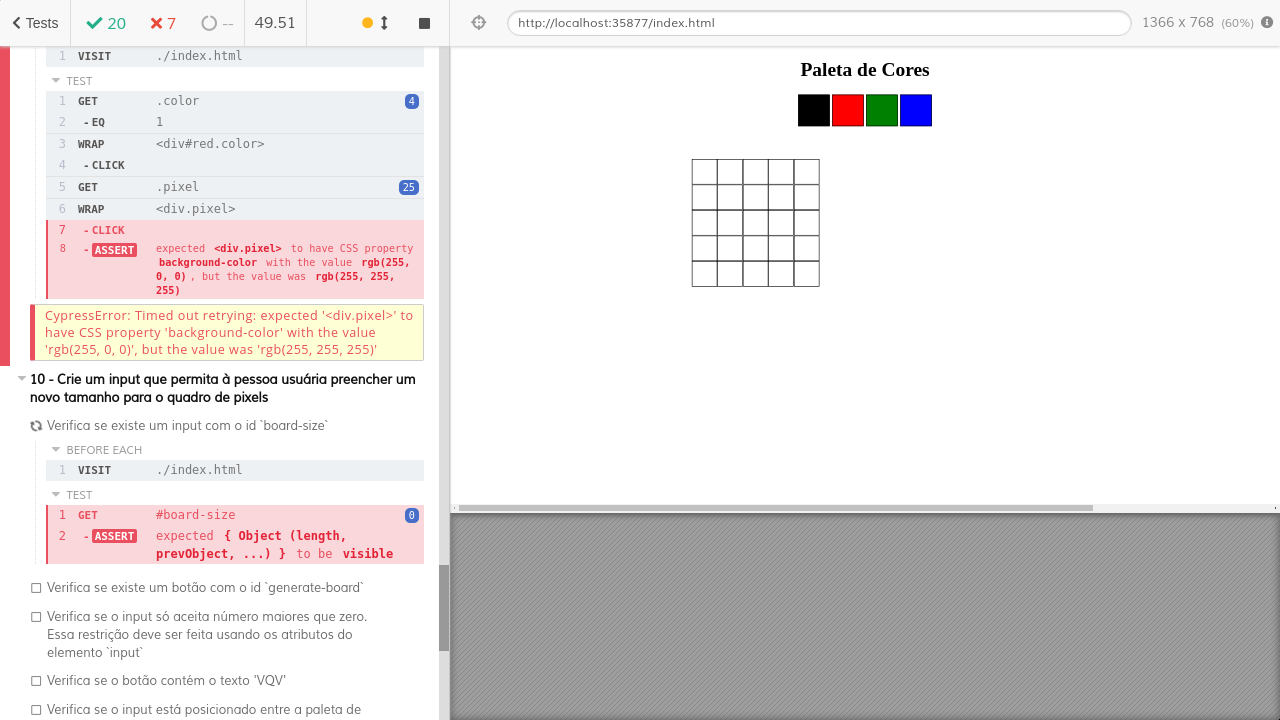 Tests 20 7 -- 49.51
http://localhost:35877/index.html 1366 x 768 (60%)
1 VISIT ./index.html
TEST
1 GET .color 4
2 - EQ 1
3 WRAP <div#red.color>
4 - CLICK
5 GET .pixel 25
6 WRAP <div.pixel>
7 - CLICK
8 - ASSERT expected <div.pixel> to have CSS property
background-color with the value rgb(255,
0, 0) , but the value was rgb(255, 255,
255)
CypressError: Timed out retrying: expected '<div.pixel>' to
have CSS property 'background-color' with the value
'rgb(255, 0, 0)', but the value was 'rgb(255, 255, 255)'
10 - Crie um input que permita à pessoa usuária preencher um
novo tamanho para o quadro de pixels
Verifica se existe um input com o id `board-size`
BEFORE EACH
1 VISIT ./index.html
TEST
1 GET #board-size 0
2 - ASSERT expected { Object (length,
prevObject, ...) } to be visible
Verifica se existe um botão com o id `generate-board`
Verifica se o input só aceita número maiores que zero.
Essa restrição deve ser feita usando os atributos do
elemento `input`
Verifica se o botão contém o texto 'VQV'
Verifica se o input está posicionado entre a paleta de
Paleta de Cores